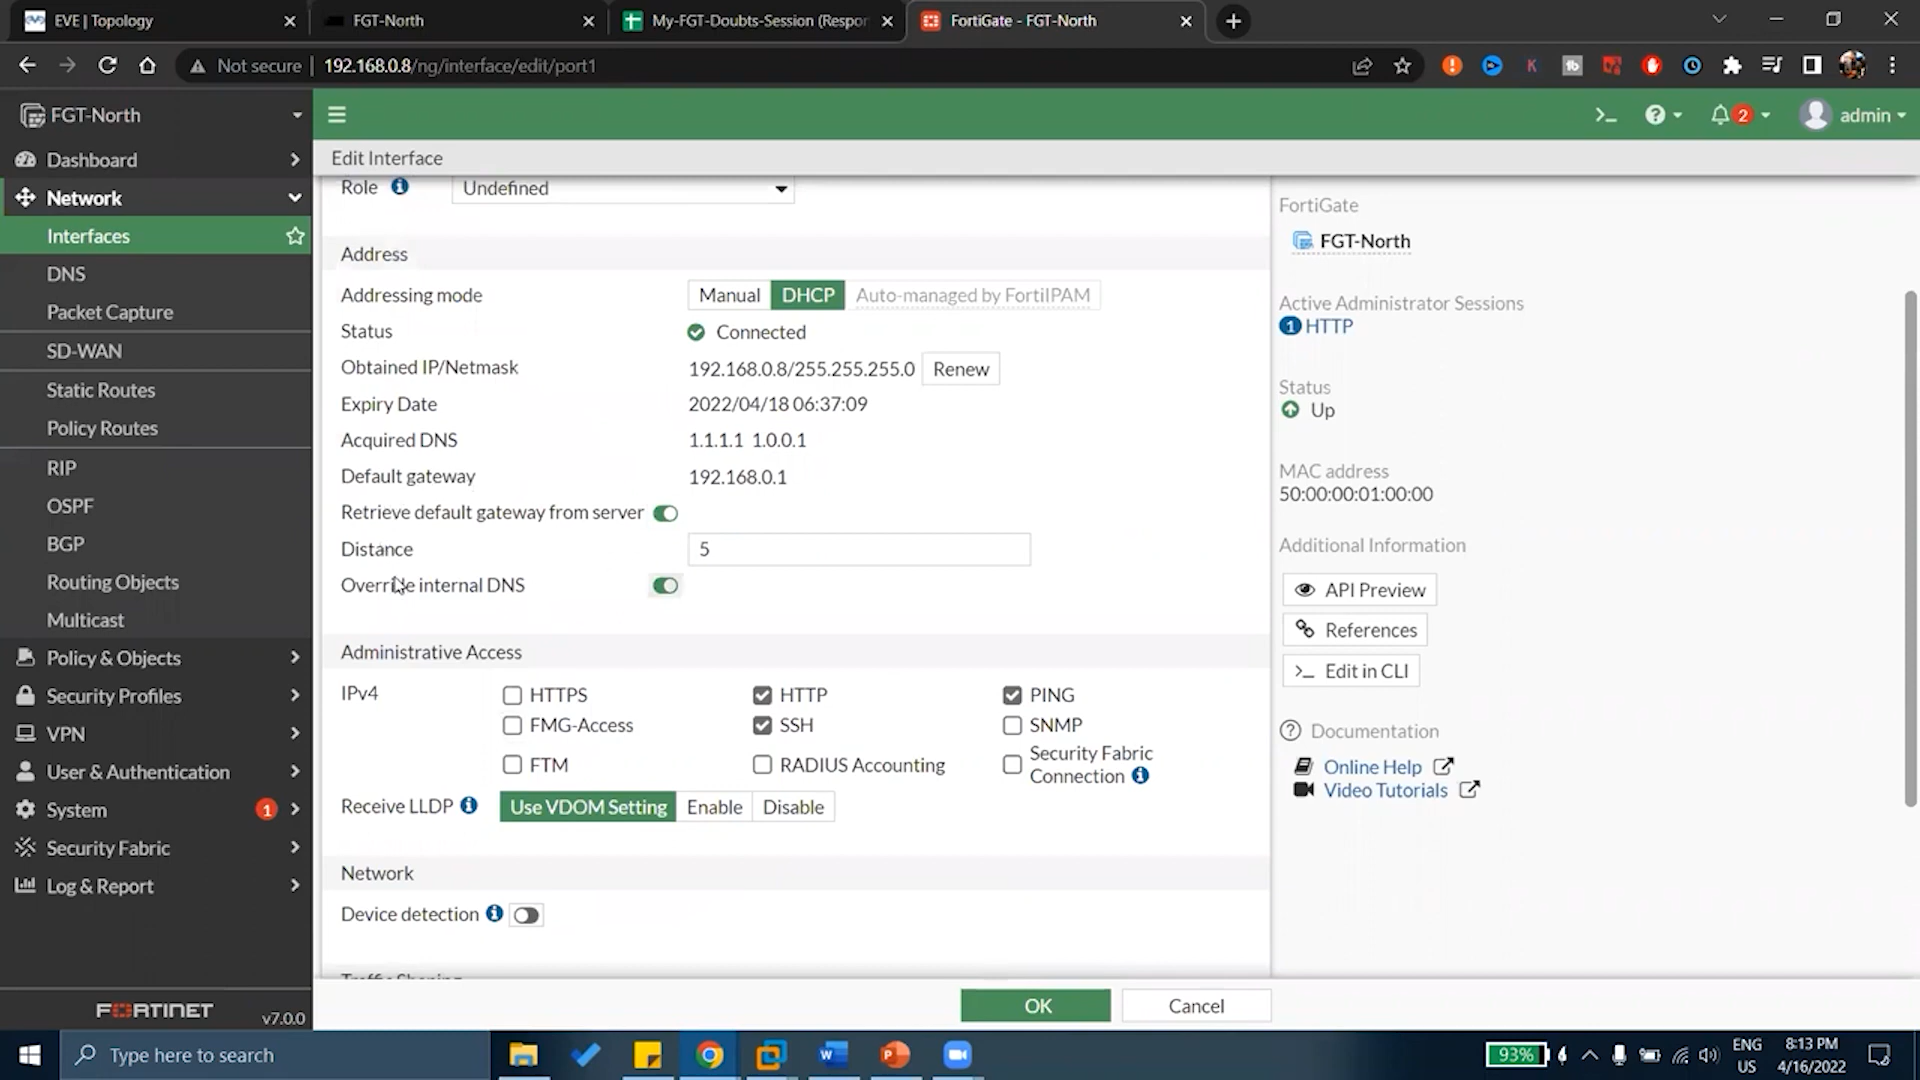 EVE | Topology
FGT-North
My-FGT-Doubts-Session (Respor
FortiGate - FGT-North
Not secure | 192.168.0.8/ng/interface/edit/port1
FGT-North
admin
2
Dashboard
Network
Interfaces
DNS
Packet Capture
SD-WAN
Static Routes
Policy Routes
RIP
OSPF
BGP
Routing Objects
Multicast
Policy & Objects
Security Profiles
VPN
User & Authentication
System 1
Security Fabric
Log & Report
FORTINET v7.0.0
Edit Interface
Role Undefined
Address
Addressing mode Manual DHCP Auto-managed by FortiIPAM
Status Connected
Obtained IP/Netmask 192.168.0.8/255.255.255.0 Renew
Expiry Date 2022/04/18 06:37:09
Acquired DNS 1.1.1.1 1.0.0.1
Default gateway 192.168.0.1
Retrieve default gateway from server
Distance 5
Override internal DNS
Administrative Access
IPv4 HTTPS HTTP PING
FMG-Access SSH SNMP
FTM RADIUS Accounting Security Fabric
Connection
Receive LLDP Use VDOM Setting Enable Disable
Network
Device detection
Traffic Shaping
OK Cancel
FortiGate
FGT-North
Active Administrator Sessions
1 HTTP
Status
Up
MAC address
50:00:00:01:00:00
Additional Information
API Preview
References
>_ Edit in CLI
Documentation
Online Help
Video Tutorials
Type here to search
93%
ENG
US
8:13 PM
4/16/2022